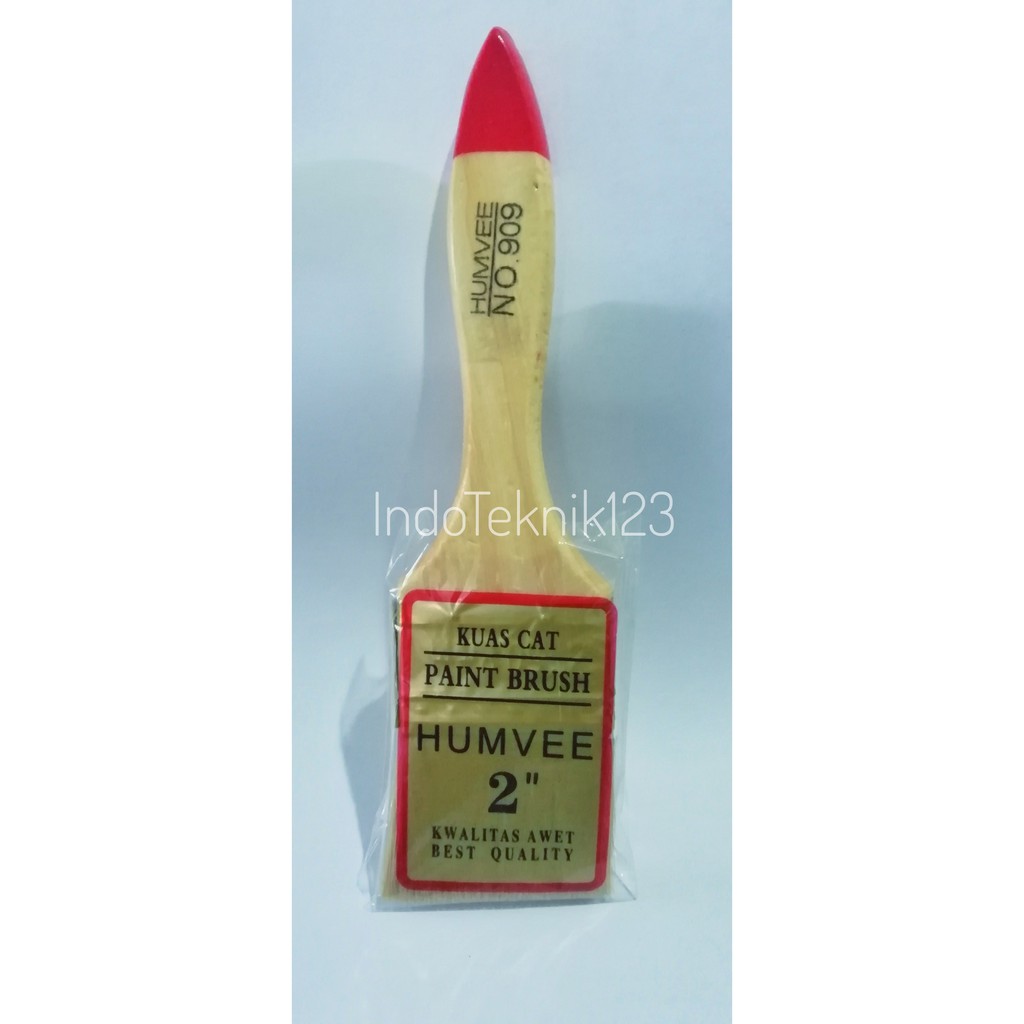 HUMVEE
NO.909
IndoTeknik123
KUAS CAT
PAINT BRUSH
HUMVEE
2"
KWALITAS AWET
BEST QUALITY